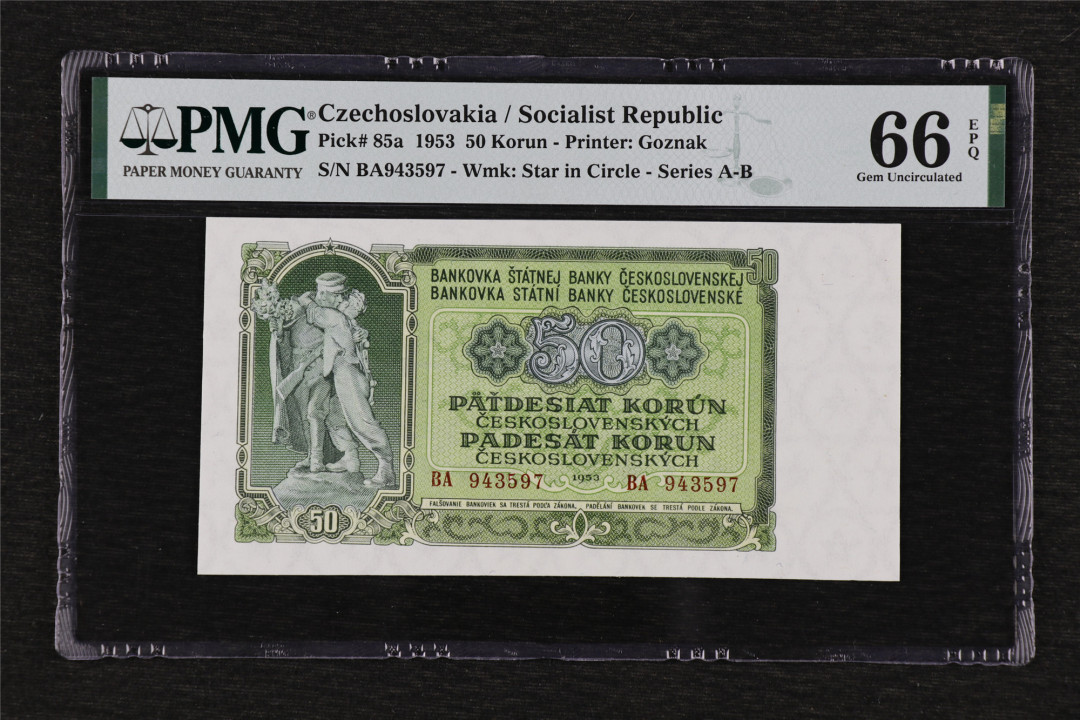 PMG®
PAPER MONEY GUARANTY
Czechoslovakia / Socialist Republic
Pick# 85a 1953 50 Korun - Printer: Goznak
S/N BA943597 - Wmk: Star in Circle - Series A-B
66
EPQ
Gem Uncirculated
50
BANKOVKA ŠTÁTNEJ BANKY ČESKOSLOVENSKEJ
BANKOVKA STÁTNÍ BANKY ČESKOSLOVENSKÉ
50
PÄŤDESIAT KORÚN
ČESKOSLOVENSKÝCH
PADESÁT KORUN
ČESKOSLOVENSKÝCH
BA 943597 1953 BA 943597
FALŠOVANIE BANKOVIEK SA TRESTÁ PODĽA ZÁKONA. PADĚLÁNÍ BANKOVEK SE TRESTÁ PODLE ZÁKONA.
50